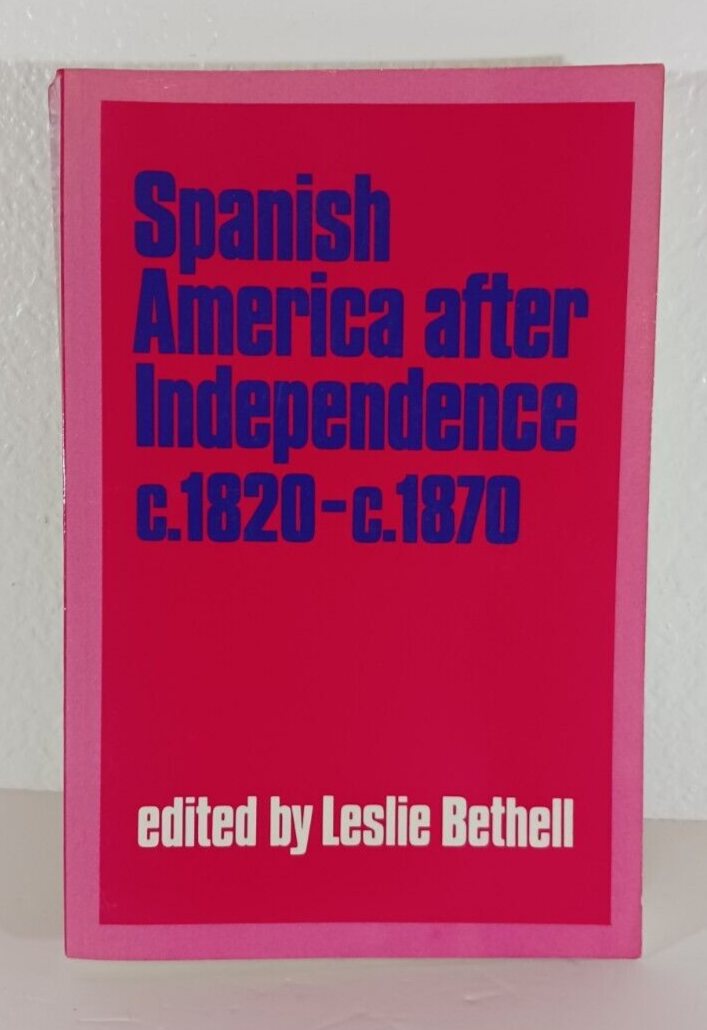 Spanish
America after
Independence
c.1820-c.1870
edited by Leslie Bethell